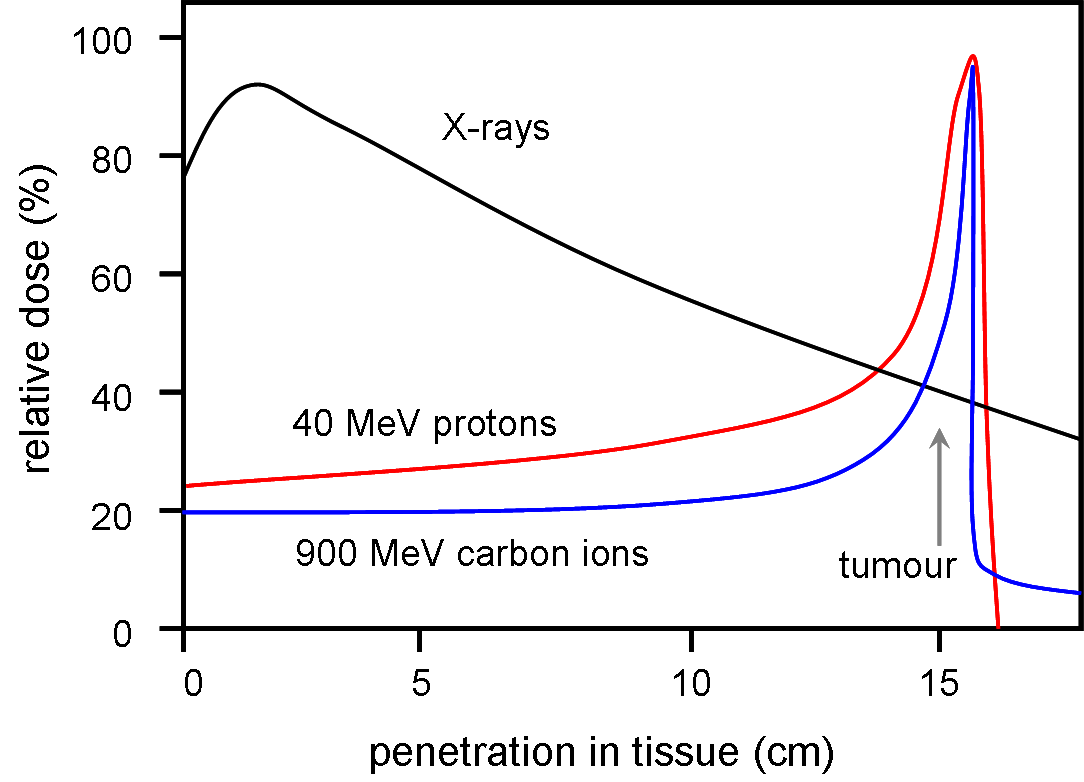 100
80
60
40
20
0
relative dose (%)
X-rays
40 MeV protons
900 MeV carbon ions
tumour
0 5 10 15
penetration in tissue (cm)